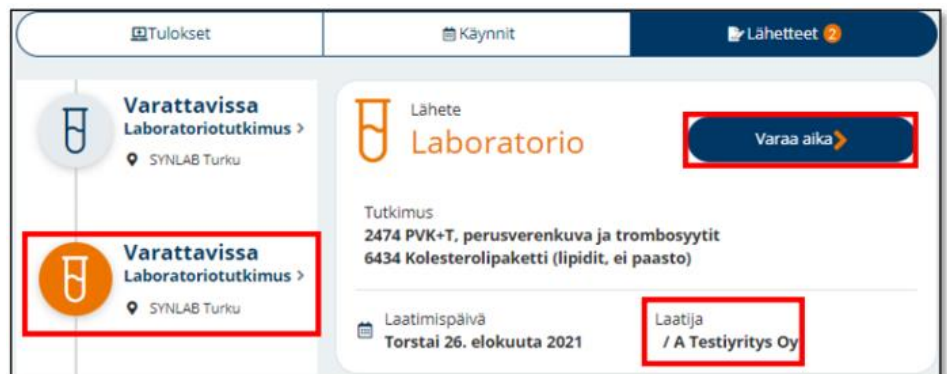 Tulokset
Käynnit
Lähetteet 2
Varattavissa
Laboratoriotutkimus >
SYNLAB Turku
Varattavissa
Laboratoriotutkimus >
SYNLAB Turku
Lähete
Laboratorio
Varaa aika
Tutkimus
2474 PVK+T, perusverenkuva ja trombosyytit
6434 Kolesterolipaketti (lipidit, ei paasto)
Laatimispäivä
Torstai 26. elokuuta 2021
Laatija
/ A Testiyritys Oy